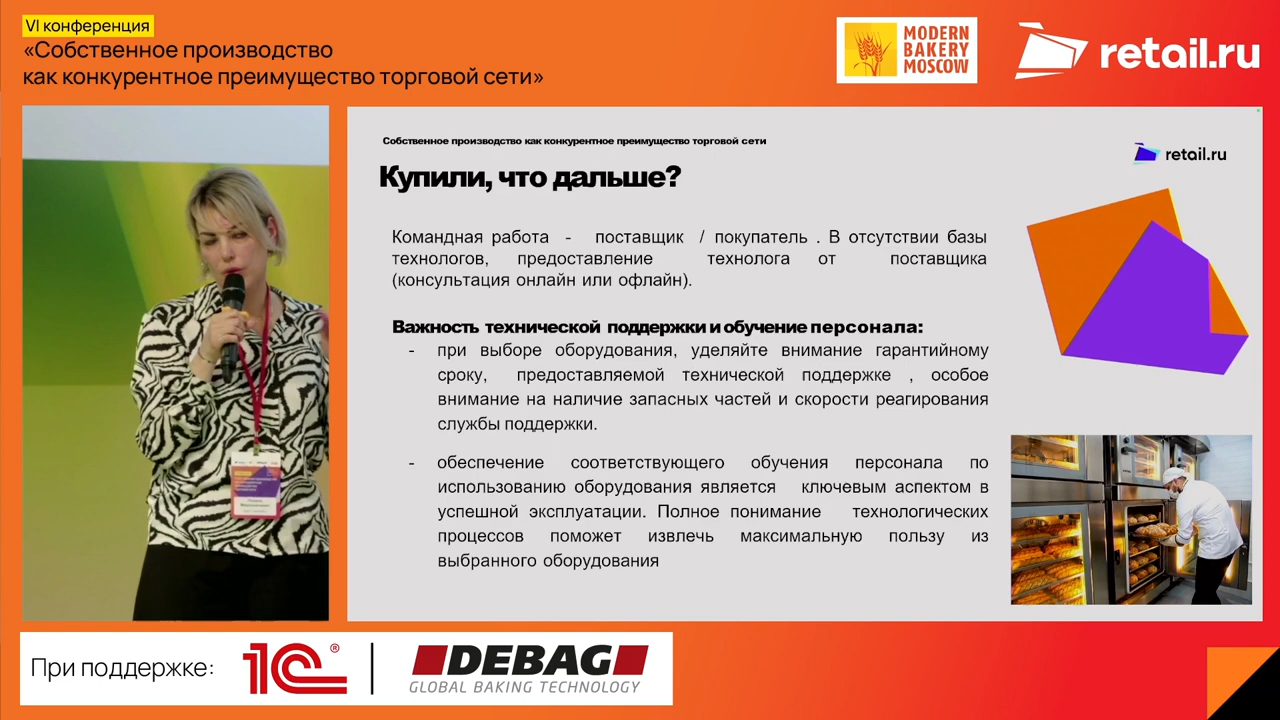 VI конференция
«Собственное производство
как конкурентное преимущество торговой сети»
MODERN
BAKERY
MOSCOW
retail.ru
Собственное производство как конкурентное преимущество торговой сети
retail.ru
Купили, что дальше?
Командная работа - поставщик / покупатель . В отсутствии базы
технологов, предоставление технолога от поставщика
(консультация онлайн или офлайн).
Важность технической поддержки и обучение персонала:
- при выборе оборудования, уделяйте внимание гарантийному
сроку, предоставляемой технической поддержке , особое
внимание на наличие запасных частей и скорости реагирования
службы поддержки.
- обеспечение соответствующего обучения персонала по
использованию оборудования является ключевым аспектом в
успешной эксплуатации. Полное понимание технологических
процессов поможет извлечь максимальную пользу из
выбранного оборудования
При поддержке:
1С®
DEBAG
GLOBAL BAKING TECHNOLOGY